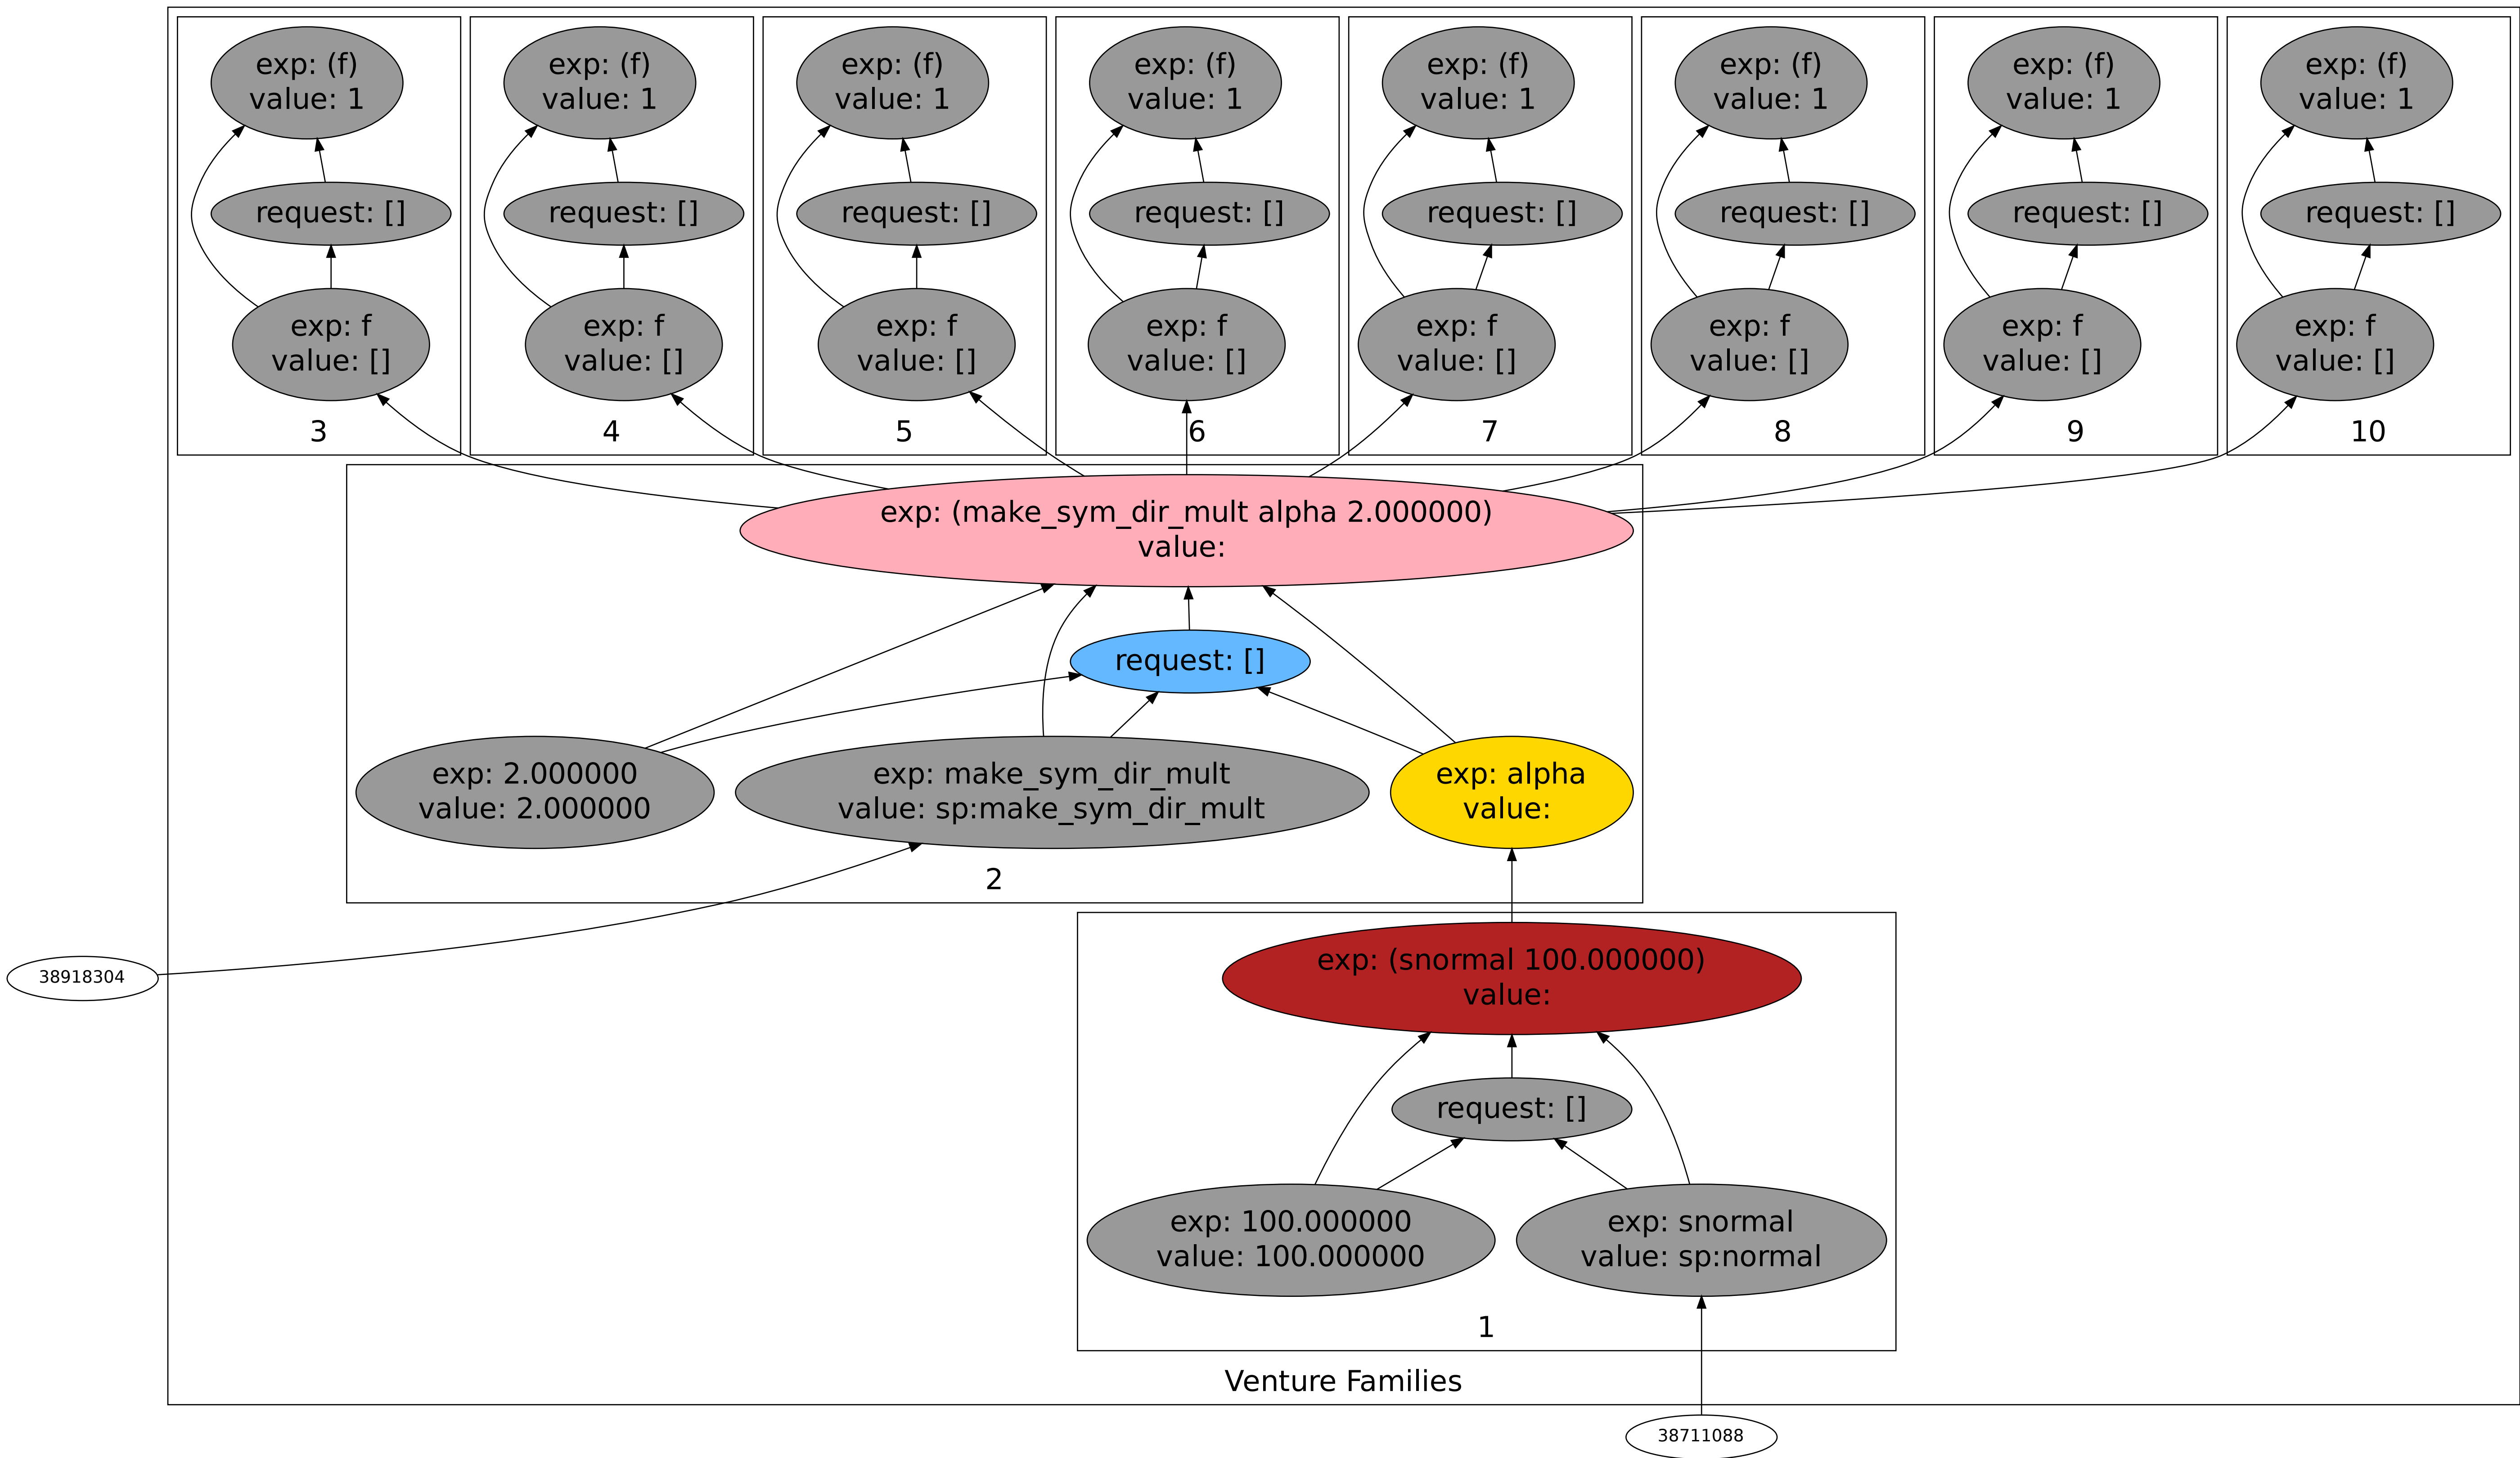 exp: (f)
value: 1
request: []
exp: f
value: []
3
exp: (f)
value: 1
request: []
exp: f
value: []
4
exp: (f)
value: 1
request: []
exp: f
value: []
5
exp: (f)
value: 1
request: []
exp: f
value: []
6
exp: (f)
value: 1
request: []
exp: f
value: []
7
exp: (f)
value: 1
request: []
exp: f
value: []
8
exp: (f)
value: 1
request: []
exp: f
value: []
9
exp: (f)
value: 1
request: []
exp: f
value: []
10
exp: (make_sym_dir_mult alpha 2.000000)
value:
request: []
exp: 2.000000
value: 2.000000
exp: make_sym_dir_mult
value: sp:make_sym_dir_mult
exp: alpha
value:
2
38918304
exp: (snormal 100.000000)
value:
request: []
exp: 100.000000
value: 100.000000
exp: snormal
value: sp:normal
1
Venture Families
38711088